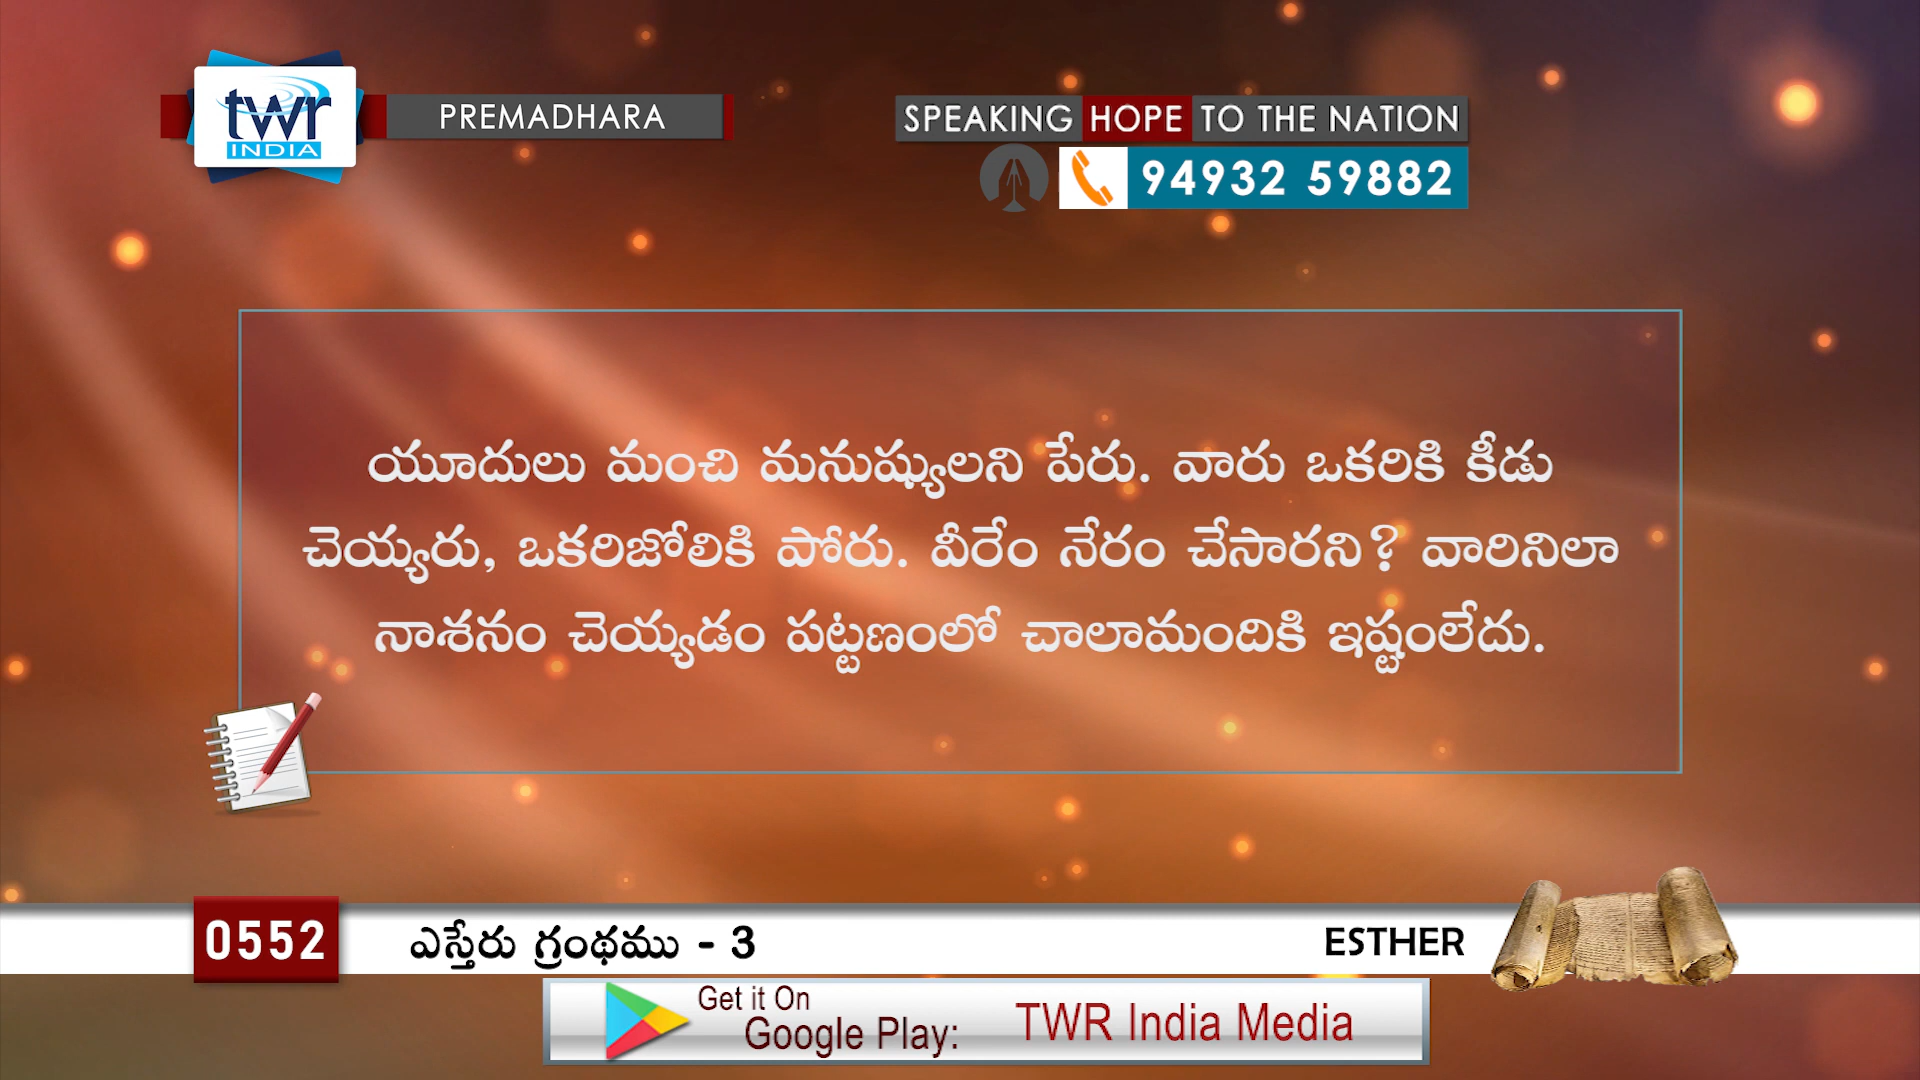 twr
INDIA
PREMADHARA
SPEAKING HOPE TO THE NATION
94932 59882
యూదులు మంచి మనుష్యులని పేరు. వారు ఒకరికి కీడు
చెయ్యరు, ఒకరిజోలికి పోరు. వీరేం నేరం చేసారని? వారినిలా
నాశనం చెయ్యడం పట్టణంలో చాలామందికి ఇష్టంలేదు.
0552
ఎస్తేరు గ్రంథము - 3
ESTHER
Get it On
Google Play:
TWR India Media